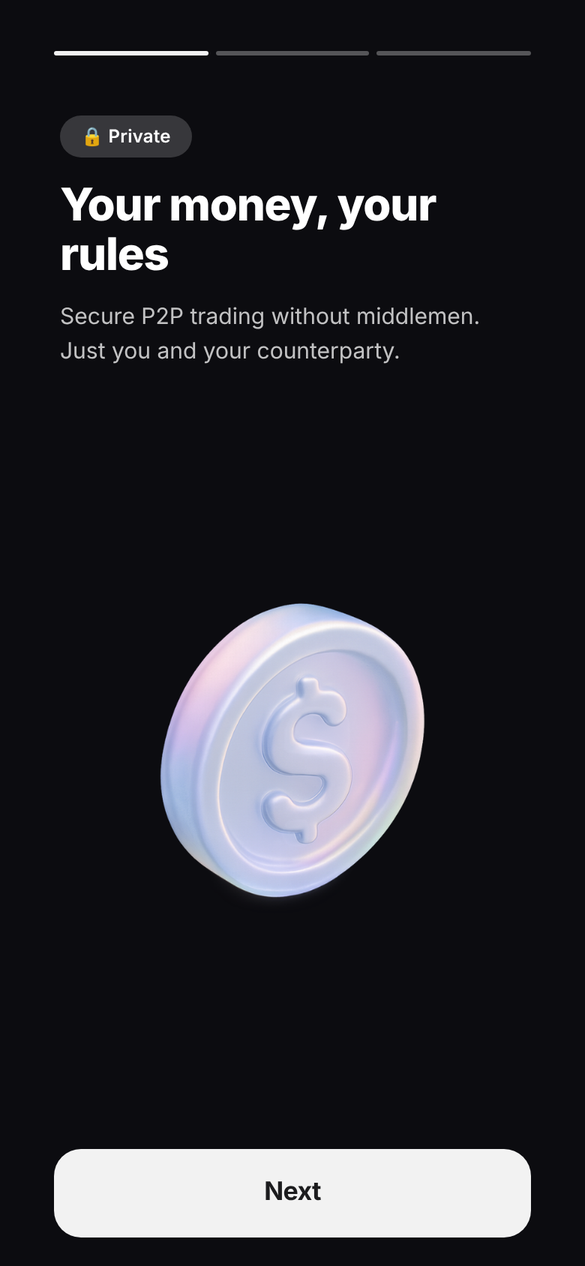 🔒 Private
Your money, your
rules
Secure P2P trading without middlemen.
Just you and your counterparty.
$
Next